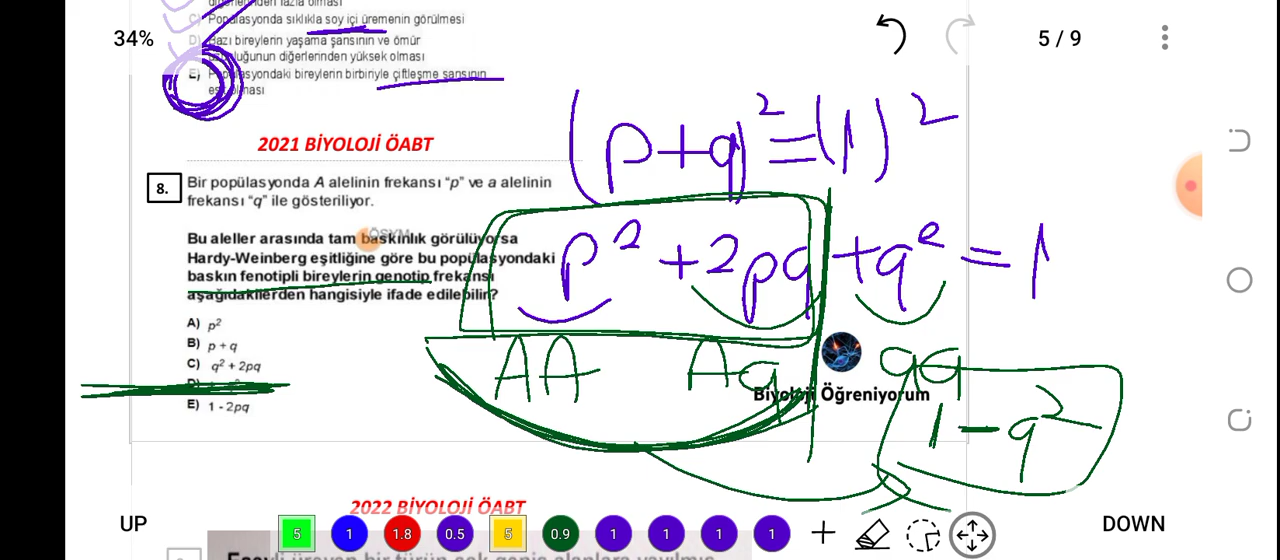 34%
5 / 9
C) Populasyonda sıklıkla soy içi üremenin görülmesi
D) Bazı bireylerin yaşama şansının ve ömür
uzunluğunun diğerlerinden yüksek olması
E) Populasyondaki bireylerin birbiriyle çiftleşme şansının
eşit olması
2021 BİYOLOJİ ÖABT
8. Bir popülasyonda A alelinin frekansı “p” ve a alelinin
frekansı “q” ile gösteriliyor.
ÖSYM
Bu aleller arasında tam baskınlık görülüyorsa
Hardy-Weinberg eşitliğine göre bu popülasyondaki
baskın fenotipli bireylerin genotip frekansı
aşağıdakilerden hangisiyle ifade edilebilir?
A) p²
B) p + q
C) q² + 2pq
E) 1 - 2pq
(p+q)² = (1)²
p² + 2pq + q² = 1
AA Aa aa
1 - q²
Biyoloji Öğreniyorum
2022 BİYOLOJİ ÖABT
UP
5 1 1.8 0.5 5 0.9 1 1 1 1
DOWN